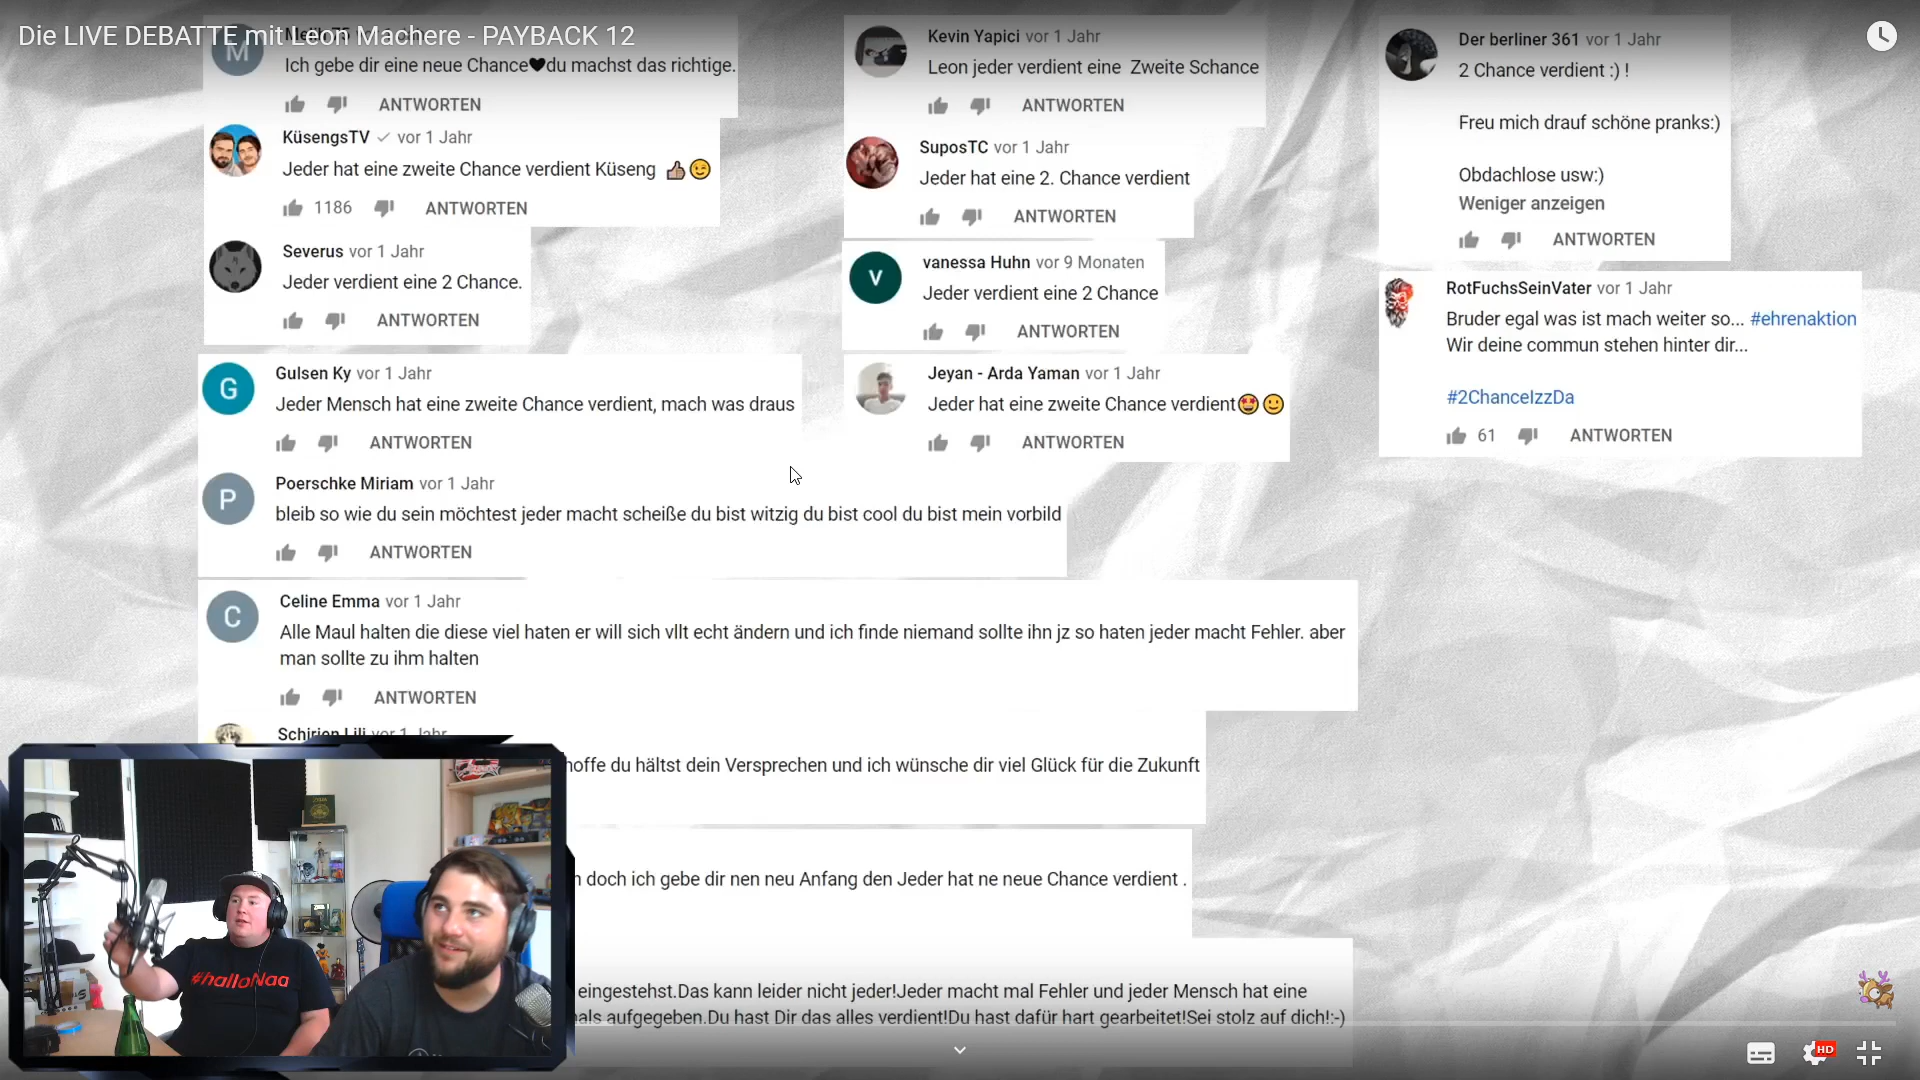 Die LIVE DEBATTE mit Leon Machere - PAYBACK 12
M
Ich gebe dir eine neue Chance🖤du machst das richtige.
ANTWORTEN
KüsengsTV ✓ vor 1 Jahr
Jeder hat eine zweite Chance verdient Küseng 👍🏼😉
1186 ANTWORTEN
Severus vor 1 Jahr
Jeder verdient eine 2 Chance.
ANTWORTEN
G
Gulsen Ky vor 1 Jahr
Jeder Mensch hat eine zweite Chance verdient, mach was draus
ANTWORTEN
P
Poerschke Miriam vor 1 Jahr
bleib so wie du sein möchtest jeder macht scheiße du bist witzig du bist cool du bist mein vorbild
ANTWORTEN
C
Celine Emma vor 1 Jahr
Alle Maul halten die diese viel haten er will sich vllt echt ändern und ich finde niemand sollte ihn jz so haten jeder macht Fehler. aber
man sollte zu ihm halten
ANTWORTEN
Schirien Lili vor 1 Jahr
hoffe du hältst dein Versprechen und ich wünsche dir viel Glück für die Zukunft
doch ich gebe dir nen neu Anfang den Jeder hat ne neue Chance verdient .
eingestehst.Das kann leider nicht jeder!Jeder macht mal Fehler und jeder Mensch hat eine
aufgegeben.Du hast Dir das alles verdient!Du hast dafür hart gearbeitet!Sei stolz auf dich!:-)
Kevin Yapici vor 1 Jahr
Leon jeder verdient eine Zweite Schance
ANTWORTEN
SuposTC vor 1 Jahr
Jeder hat eine 2. Chance verdient
ANTWORTEN
V
vanessa Huhn vor 9 Monaten
Jeder verdient eine 2 Chance
ANTWORTEN
Jeyan - Arda Yaman vor 1 Jahr
Jeder hat eine zweite Chance verdient🤩🙂
ANTWORTEN
Der berliner 361 vor 1 Jahr
2 Chance verdient :) !
Freu mich drauf schöne pranks:)
Obdachlose usw:)
Weniger anzeigen
ANTWORTEN
RotFuchsSeinVater vor 1 Jahr
Bruder egal was ist mach weiter so... #ehrenaktion
Wir deine commun stehen hinter dir...
#2ChanceIzzDa
61 ANTWORTEN
#halloNaa
HD